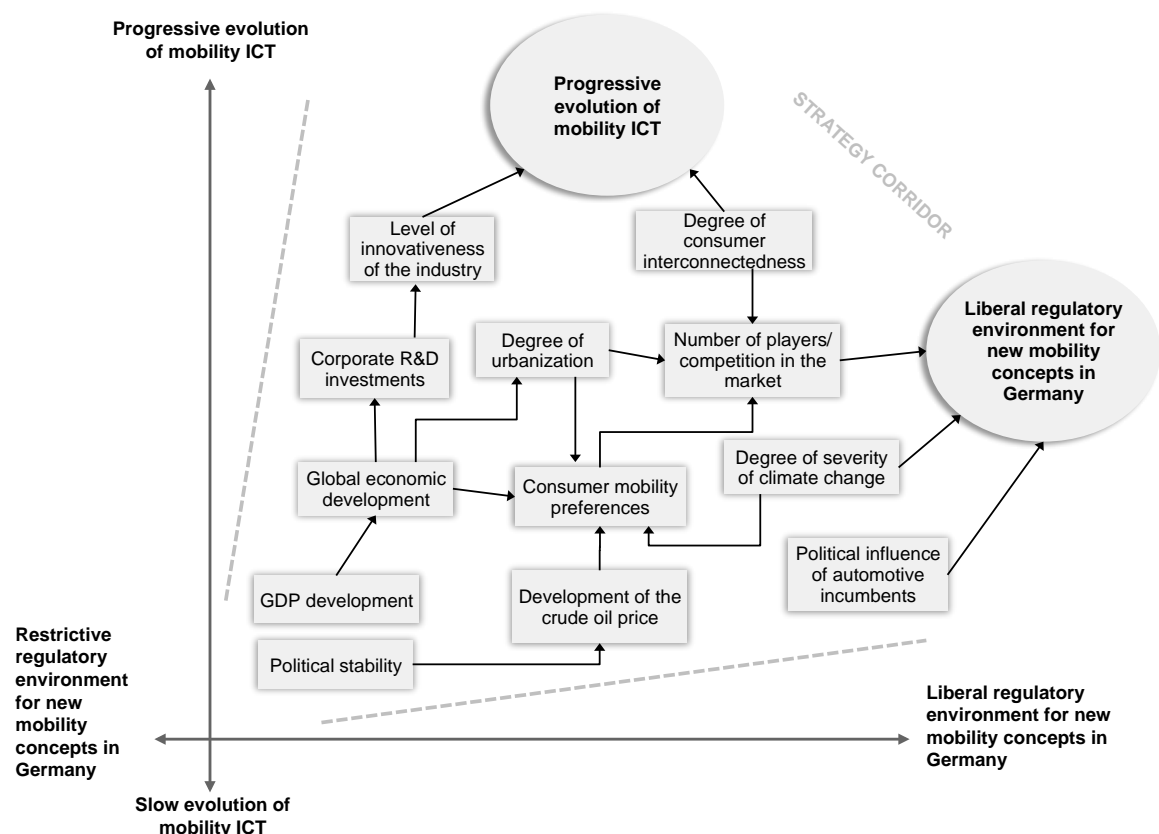 Progressive evolution
of mobility ICT
Progressive
evolution of
mobility ICT
STRATEGY CORRIDOR
Level of
innovativeness
of the industry
Degree of
consumer
interconnectedness
Liberal regulatory
environment for
new mobility
concepts in
Germany
Degree of
urbanization
Number of players/
competition in the
market
Corporate R&D
investments
Global economic
development
Consumer mobility
preferences
Degree of severity
of climate change
Political influence
of automotive
incumbents
GDP development
Development of the
crude oil price
Political stability
Restrictive
regulatory
environment
for new
mobility
concepts in
Germany
Liberal regulatory
environment for new
mobility concepts in
Germany
Slow evolution of
mobility ICT